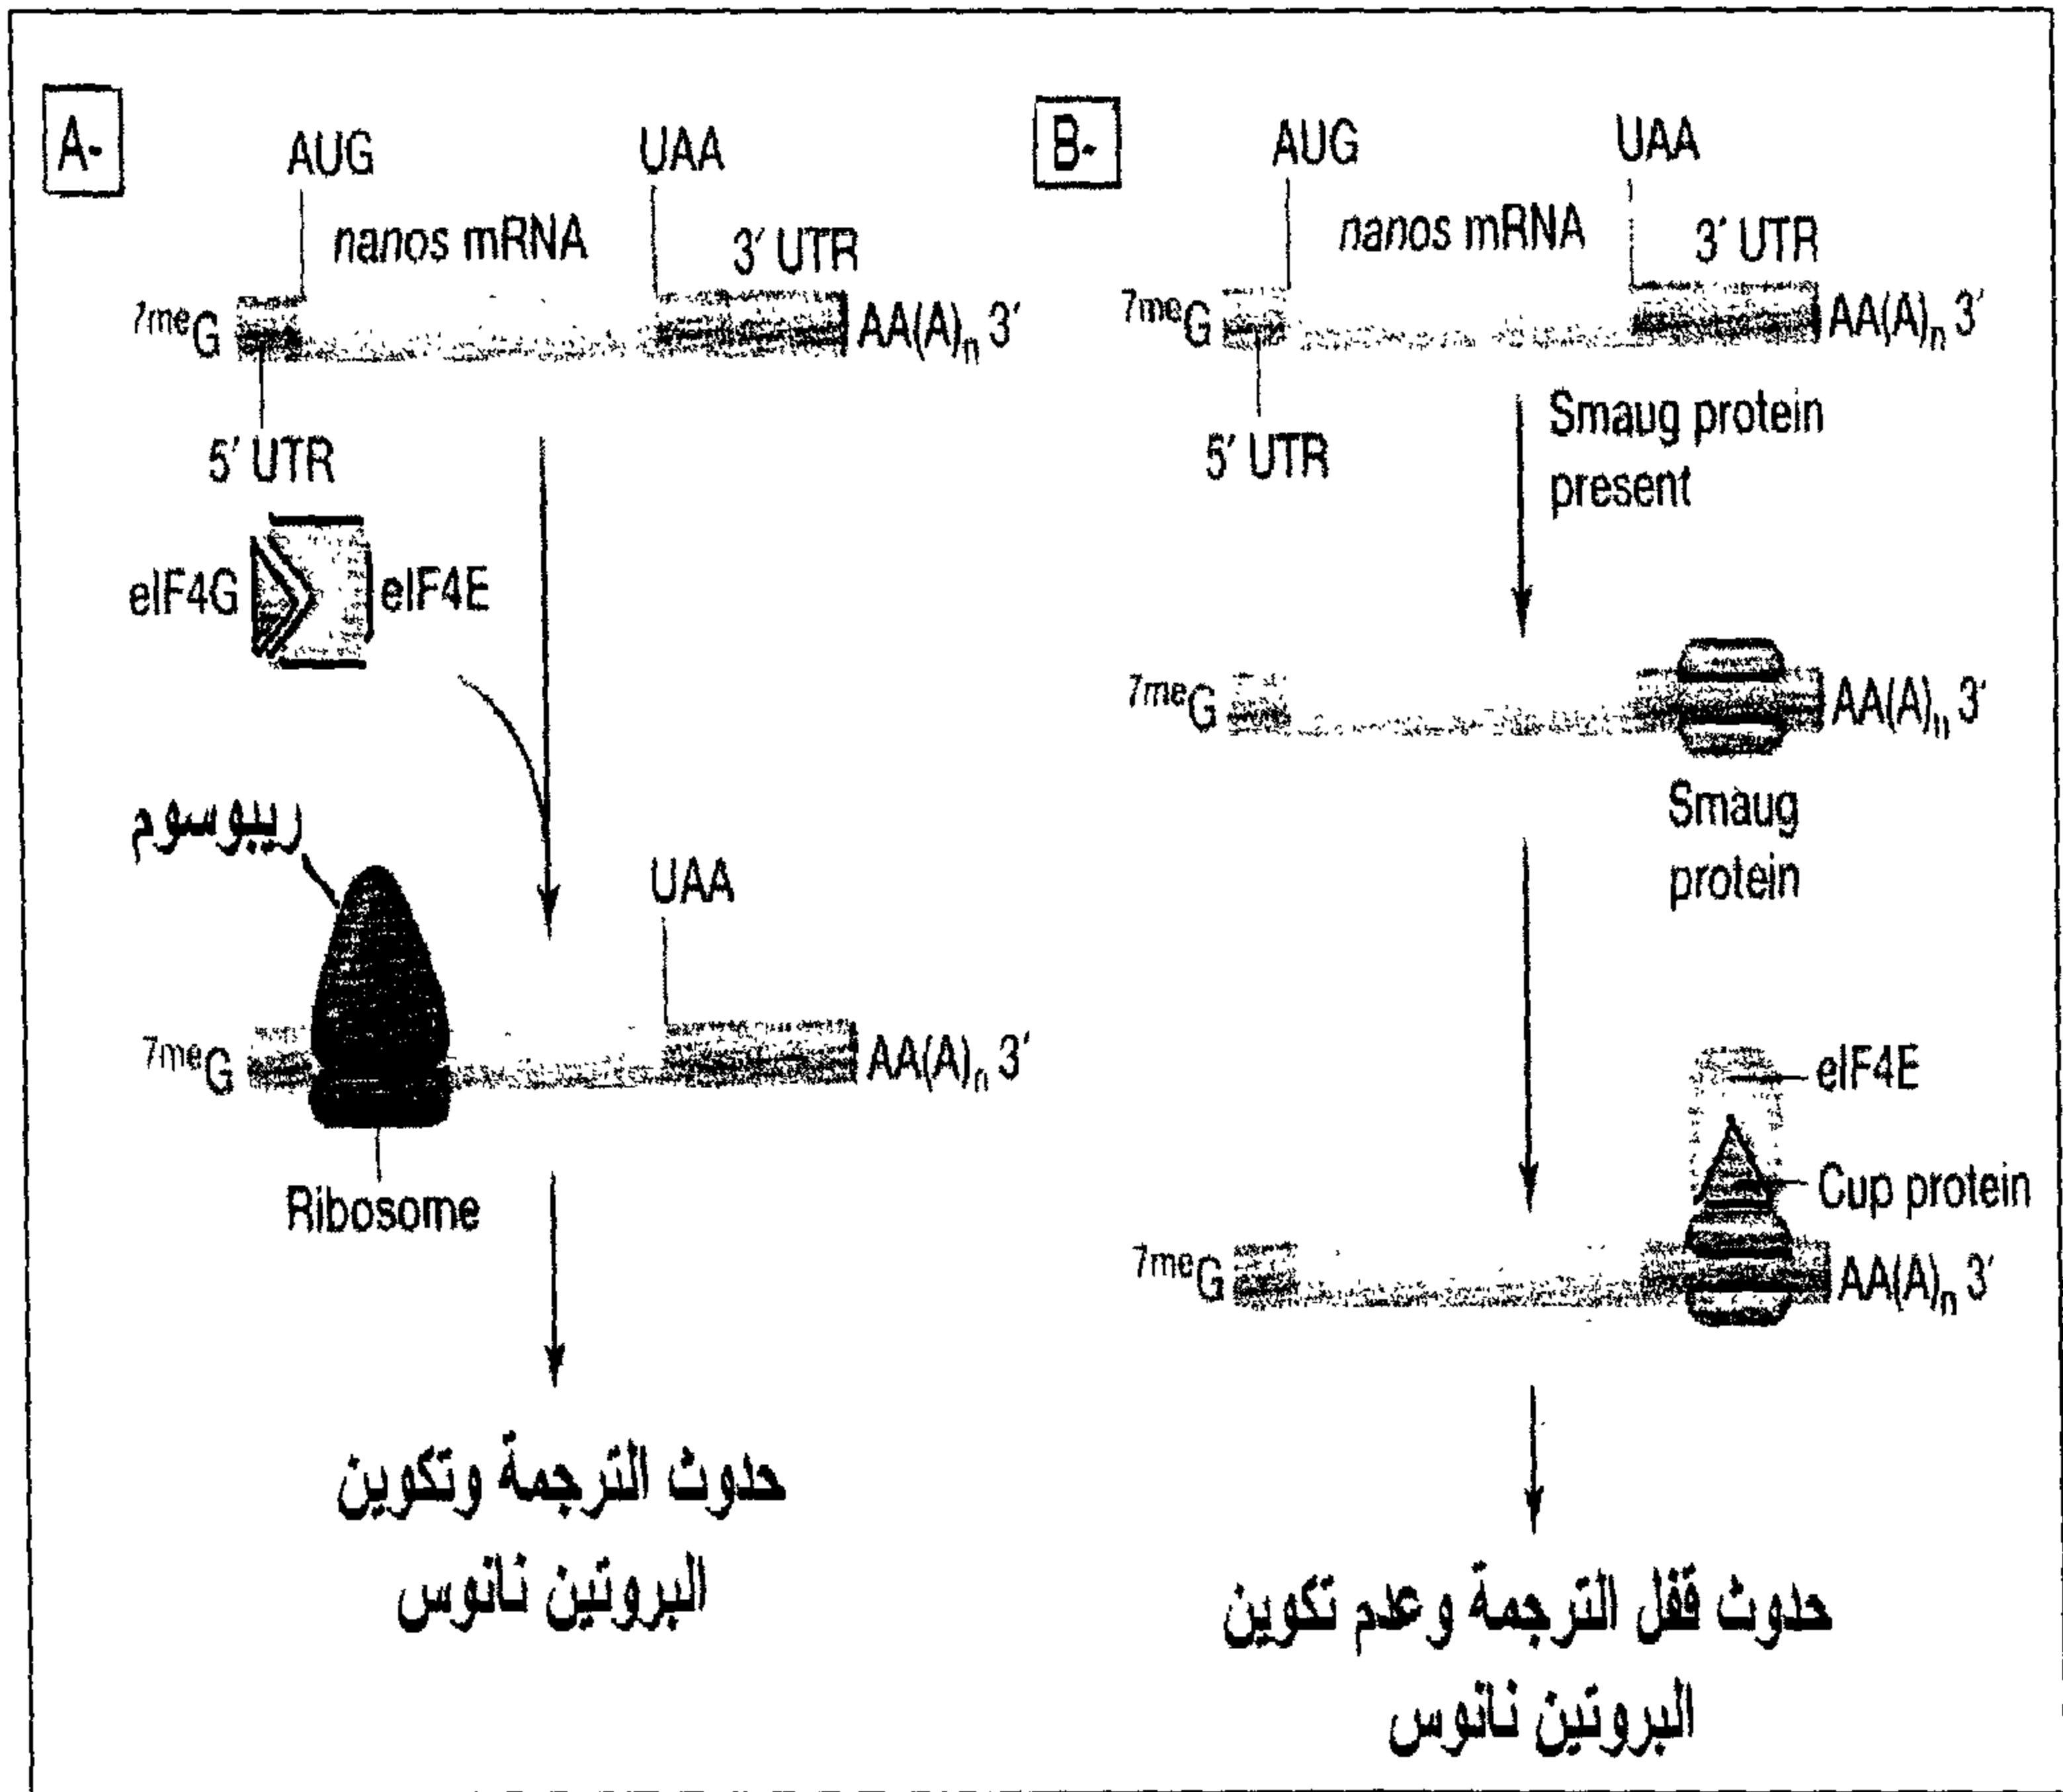 A-
AUG
UAA
nanos mRNA
3′ UTR
7meG
AA(A)n 3′
5′ UTR
eIF4G
eIF4E
ريبوسوم
UAA
7meG
AA(A)n 3′
Ribosome
حدوث الترجمة وتكوين
البروتين نانوس
B-
AUG
UAA
nanos mRNA
3′ UTR
7meG
AA(A)n 3′
5′ UTR
Smaug protein
present
7meG
AA(A)n 3′
Smaug
protein
eIF4E
Cup protein
7meG
AA(A)n 3′
حدوث قفل الترجمة وعدم تكوين
البروتين نانوس